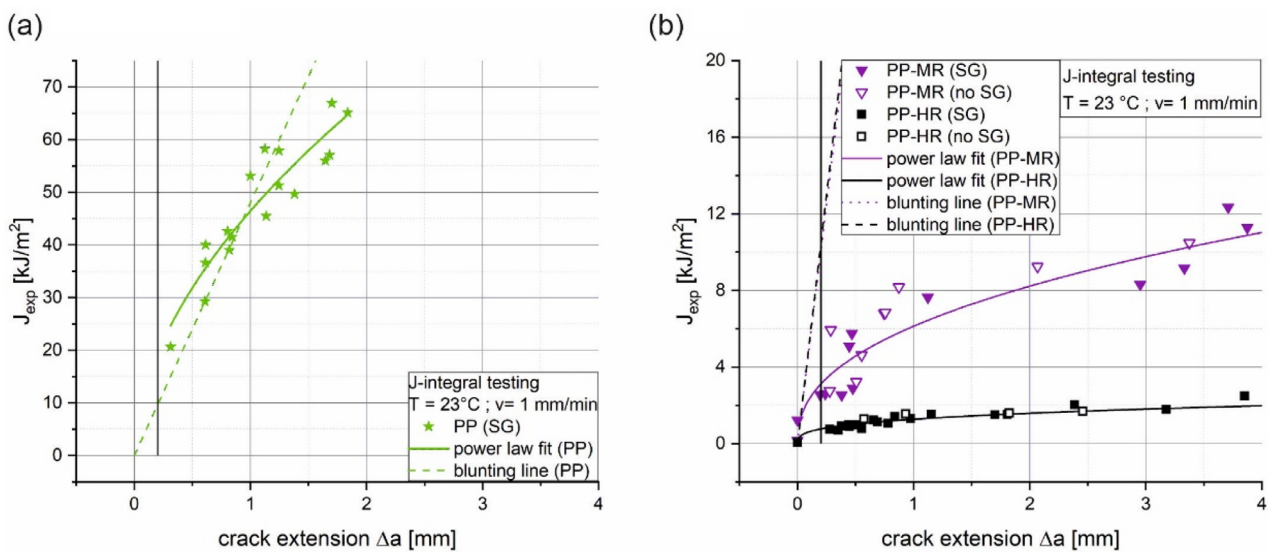 (a)
70
60
50
40
30
20
10
0
J_exp [kJ/m²]
J-integral testing
T = 23°C ; v= 1 mm/min
PP (SG)
power law fit (PP)
blunting line (PP)
0 1 2 3 4
crack extension Δa [mm]
(b)
20
16
12
8
4
0
J_exp [kJ/m²]
PP-MR (SG)
PP-MR (no SG)
PP-HR (SG)
PP-HR (no SG)
power law fit (PP-MR)
power law fit (PP-HR)
blunting line (PP-MR)
blunting line (PP-HR)
J-integral testing
T = 23 °C ; v= 1 mm/min
0 1 2 3 4
crack extension Δa [mm]